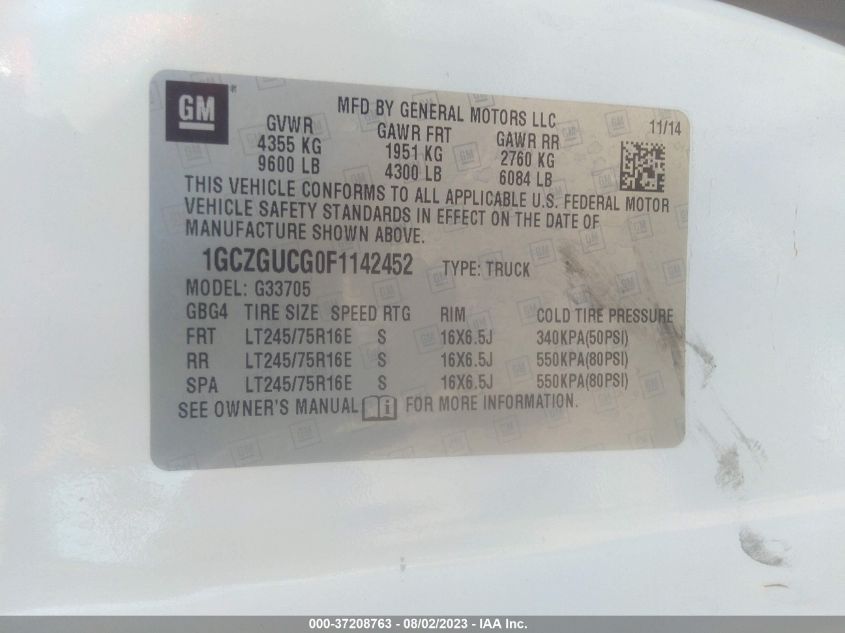 GM
MFD BY GENERAL MOTORS LLC
11/14
GVWR GAWR FRT GAWR RR
4355 KG 1951 KG 2760 KG
9600 LB 4300 LB 6084 LB
THIS VEHICLE CONFORMS TO ALL APPLICABLE U.S. FEDERAL MOTOR
VEHICLE SAFETY STANDARDS IN EFFECT ON THE DATE OF
MANUFACTURE SHOWN ABOVE.
1GCZGUCG0F1142452 TYPE: TRUCK
MODEL: G33705
GBG4 TIRE SIZE SPEED RTG RIM COLD TIRE PRESSURE
FRT LT245/75R16E S 16X6.5J 340KPA(50PSI)
RR LT245/75R16E S 16X6.5J 550KPA(80PSI)
SPA LT245/75R16E S 16X6.5J 550KPA(80PSI)
SEE OWNER'S MANUAL FOR MORE INFORMATION.
000-37208763 - 08/02/2023 - IAA Inc.